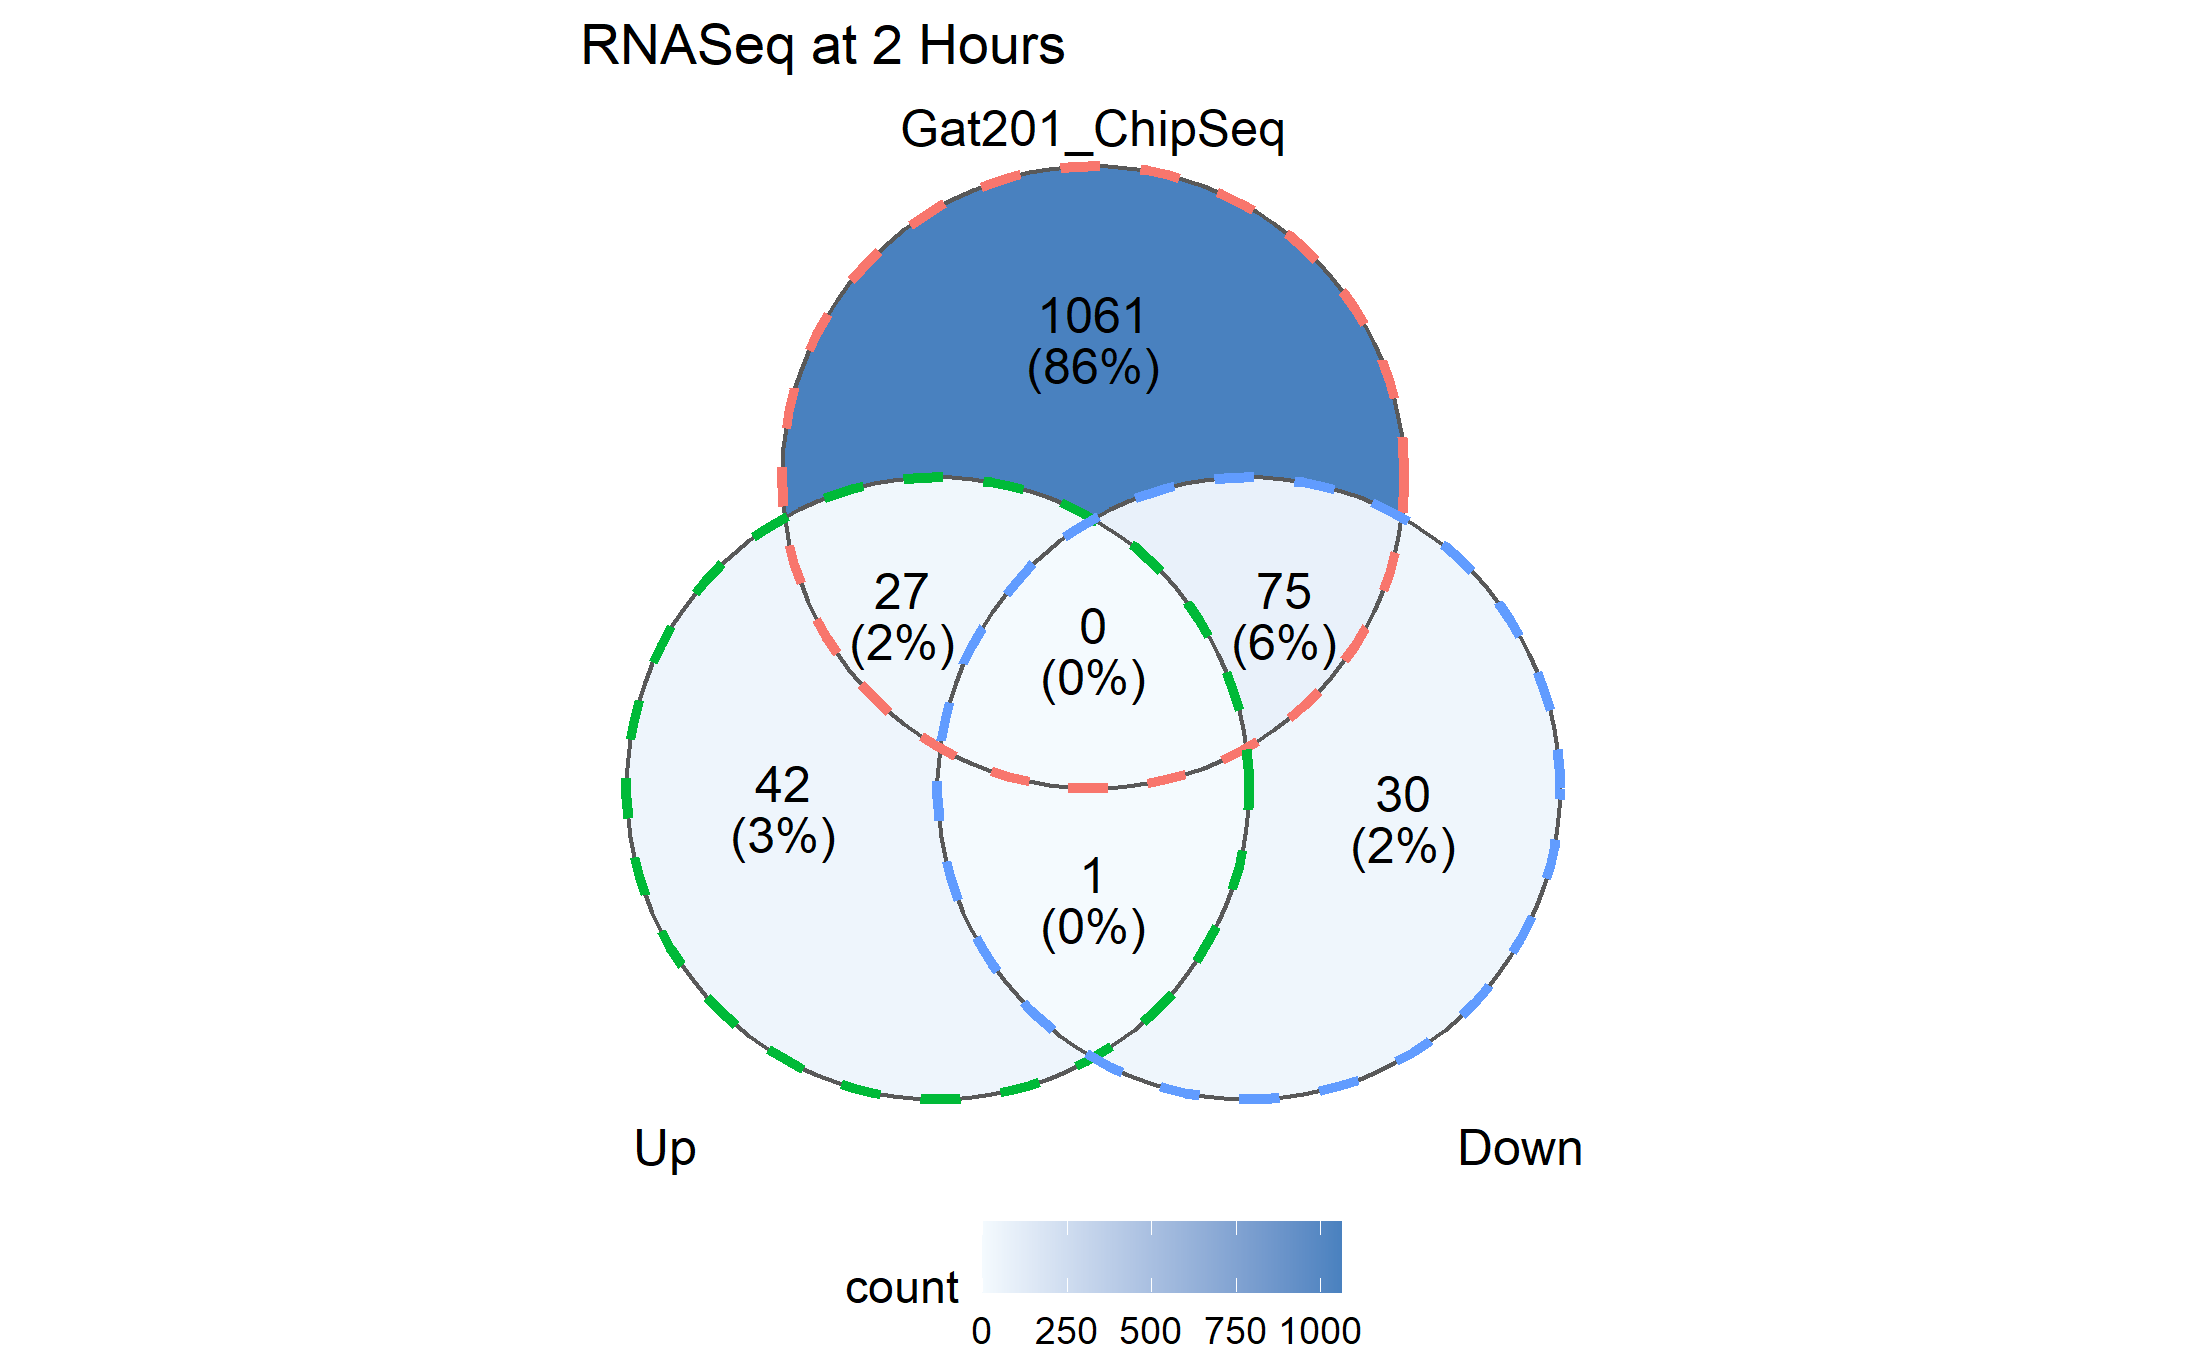 RNASeq at 2 Hours
Gat201_ChipSeq
1061
(86%)
27
(2%)
0
(0%)
75
(6%)
42
(3%)
30
(2%)
1
(0%)
Up
Down
count
0 250 500 750 1000